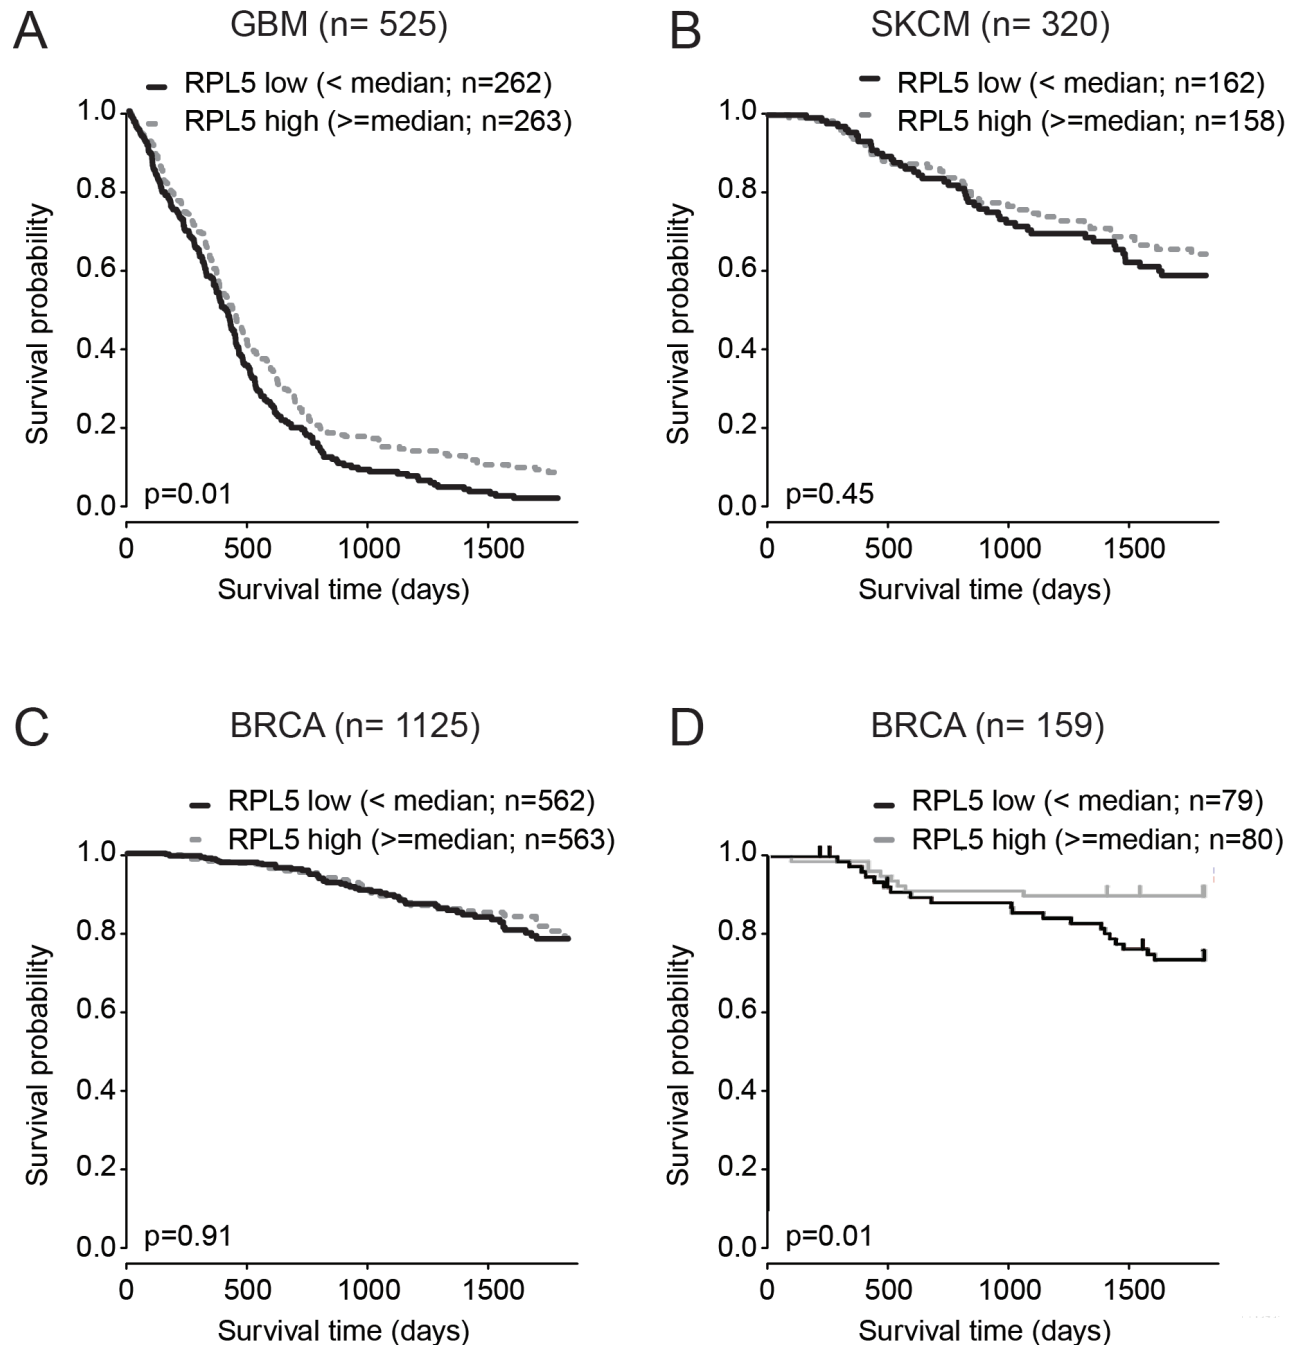 A
GBM (n= 525)
RPL5 low (< median; n=262)
RPL5 high (>=median; n=263)
1.0
0.8
0.6
0.4
0.2
0.0
Survival probability
p=0.01
0 500 1000 1500
Survival time (days)
B
SKCM (n= 320)
RPL5 low (< median; n=162)
RPL5 high (>=median; n=158)
1.0
0.8
0.6
0.4
0.2
0.0
Survival probability
p=0.45
0 500 1000 1500
Survival time (days)
C
BRCA (n= 1125)
RPL5 low (< median; n=562)
RPL5 high (>=median; n=563)
1.0
0.8
0.6
0.4
0.2
0.0
Survival probability
p=0.91
0 500 1000 1500
Survival time (days)
D
BRCA (n= 159)
RPL5 low (< median; n=79)
RPL5 high (>=median; n=80)
1.0
0.8
0.6
0.4
0.2
0.0
Survival probability
p=0.01
0 500 1000 1500
Survival time (days)